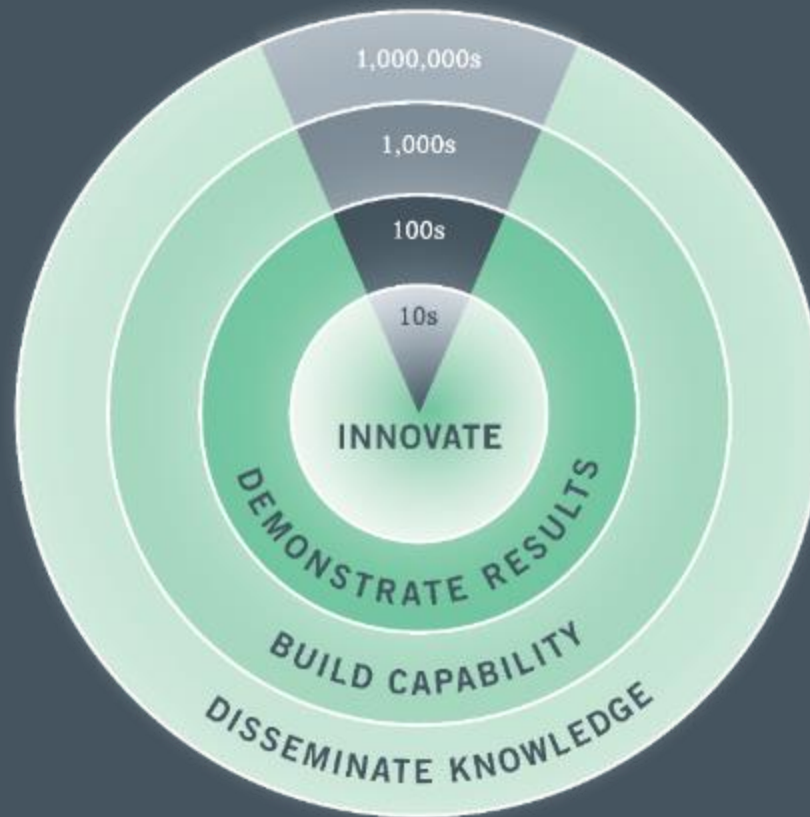 1,000,000s
1,000s
100s
10s
INNOVATE
DEMONSTRATE RESULTS
BUILD CAPABILITY
DISSEMINATE KNOWLEDGE